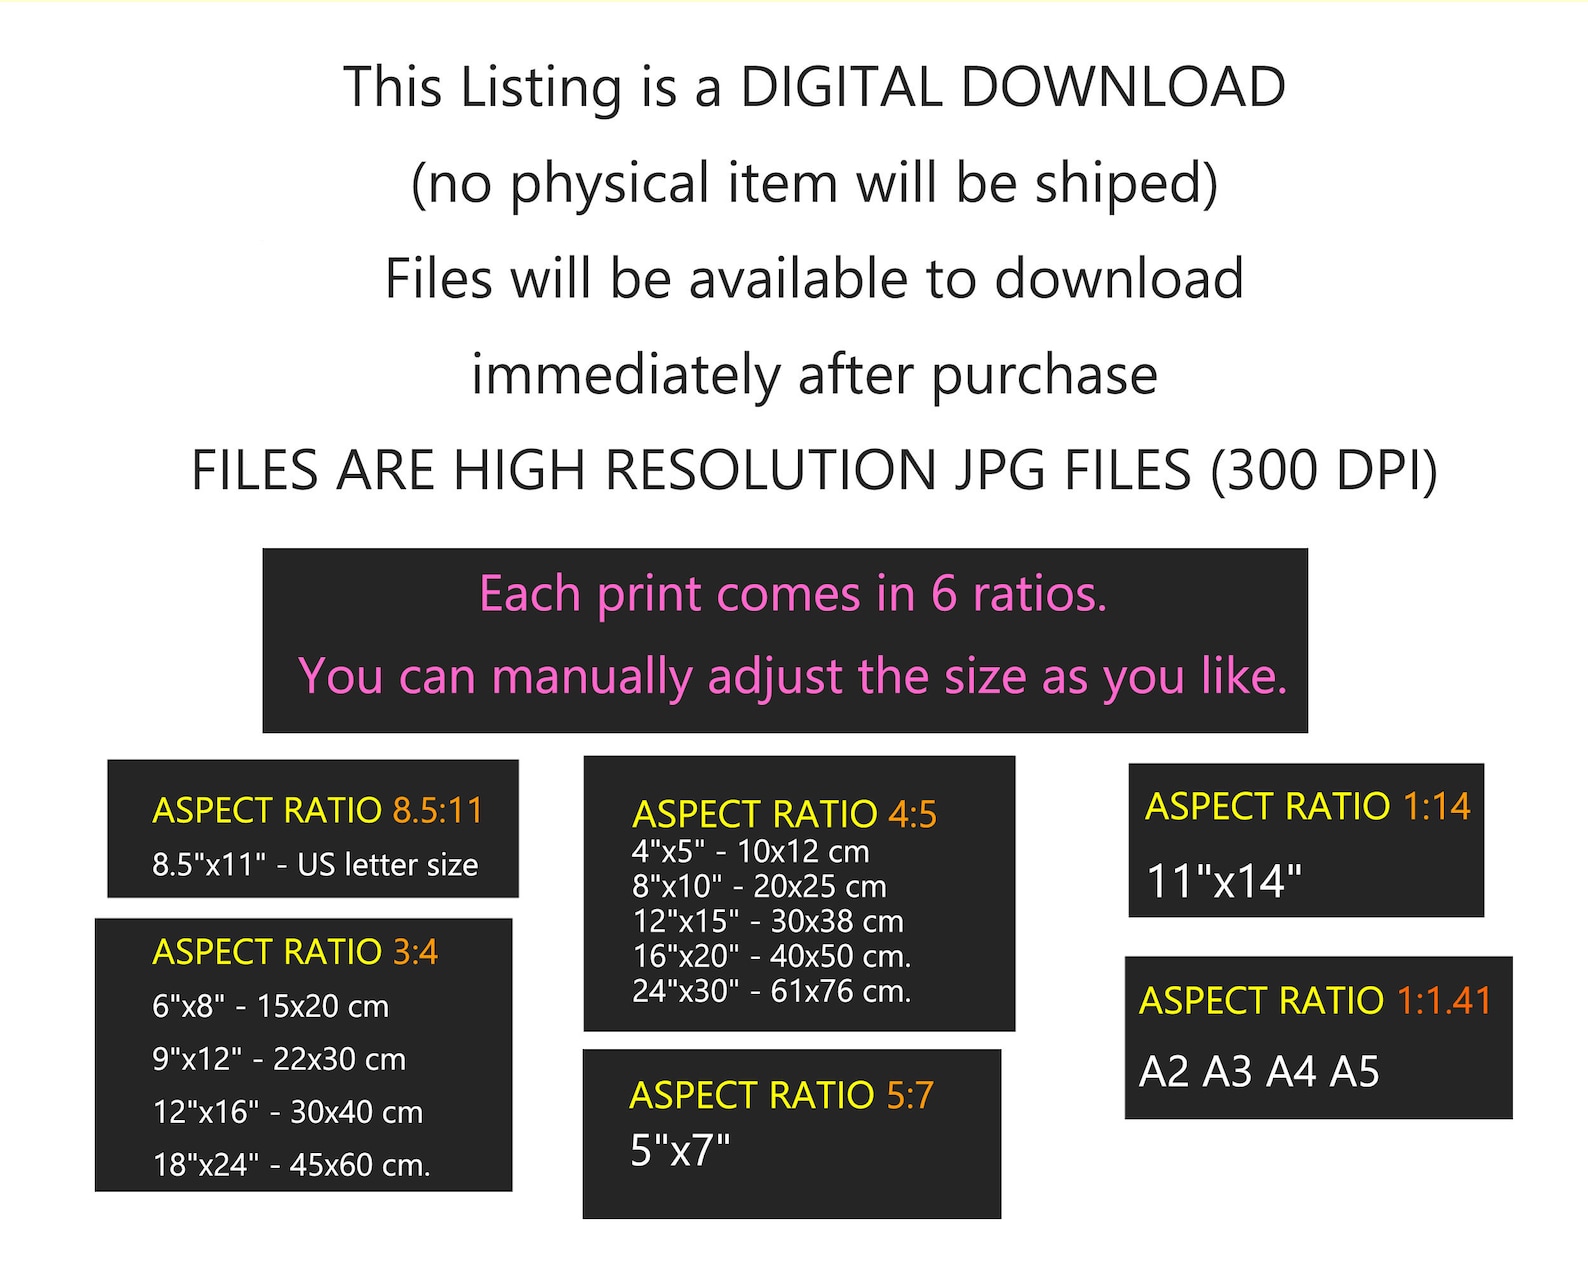 This Listing is a DIGITAL DOWNLOAD
(no physical item will be shiped)
Files will be available to download
immediately after purchase
FILES ARE HIGH RESOLUTION JPG FILES (300 DPI)
Each print comes in 6 ratios.
You can manually adjust the size as you like.
ASPECT RATIO 8.5:11
8.5"x11" - US letter size
ASPECT RATIO 3:4
6"x8" - 15x20 cm
9"x12" - 22x30 cm
12"x16" - 30x40 cm
18"x24" - 45x60 cm.
ASPECT RATIO 4:5
4"x5" - 10x12 cm
8"x10" - 20x25 cm
12"x15" - 30x38 cm
16"x20" - 40x50 cm.
24"x30" - 61x76 cm.
ASPECT RATIO 5:7
5"x7"
ASPECT RATIO 1:14
11"x14"
ASPECT RATIO 1:1.41
A2 A3 A4 A5